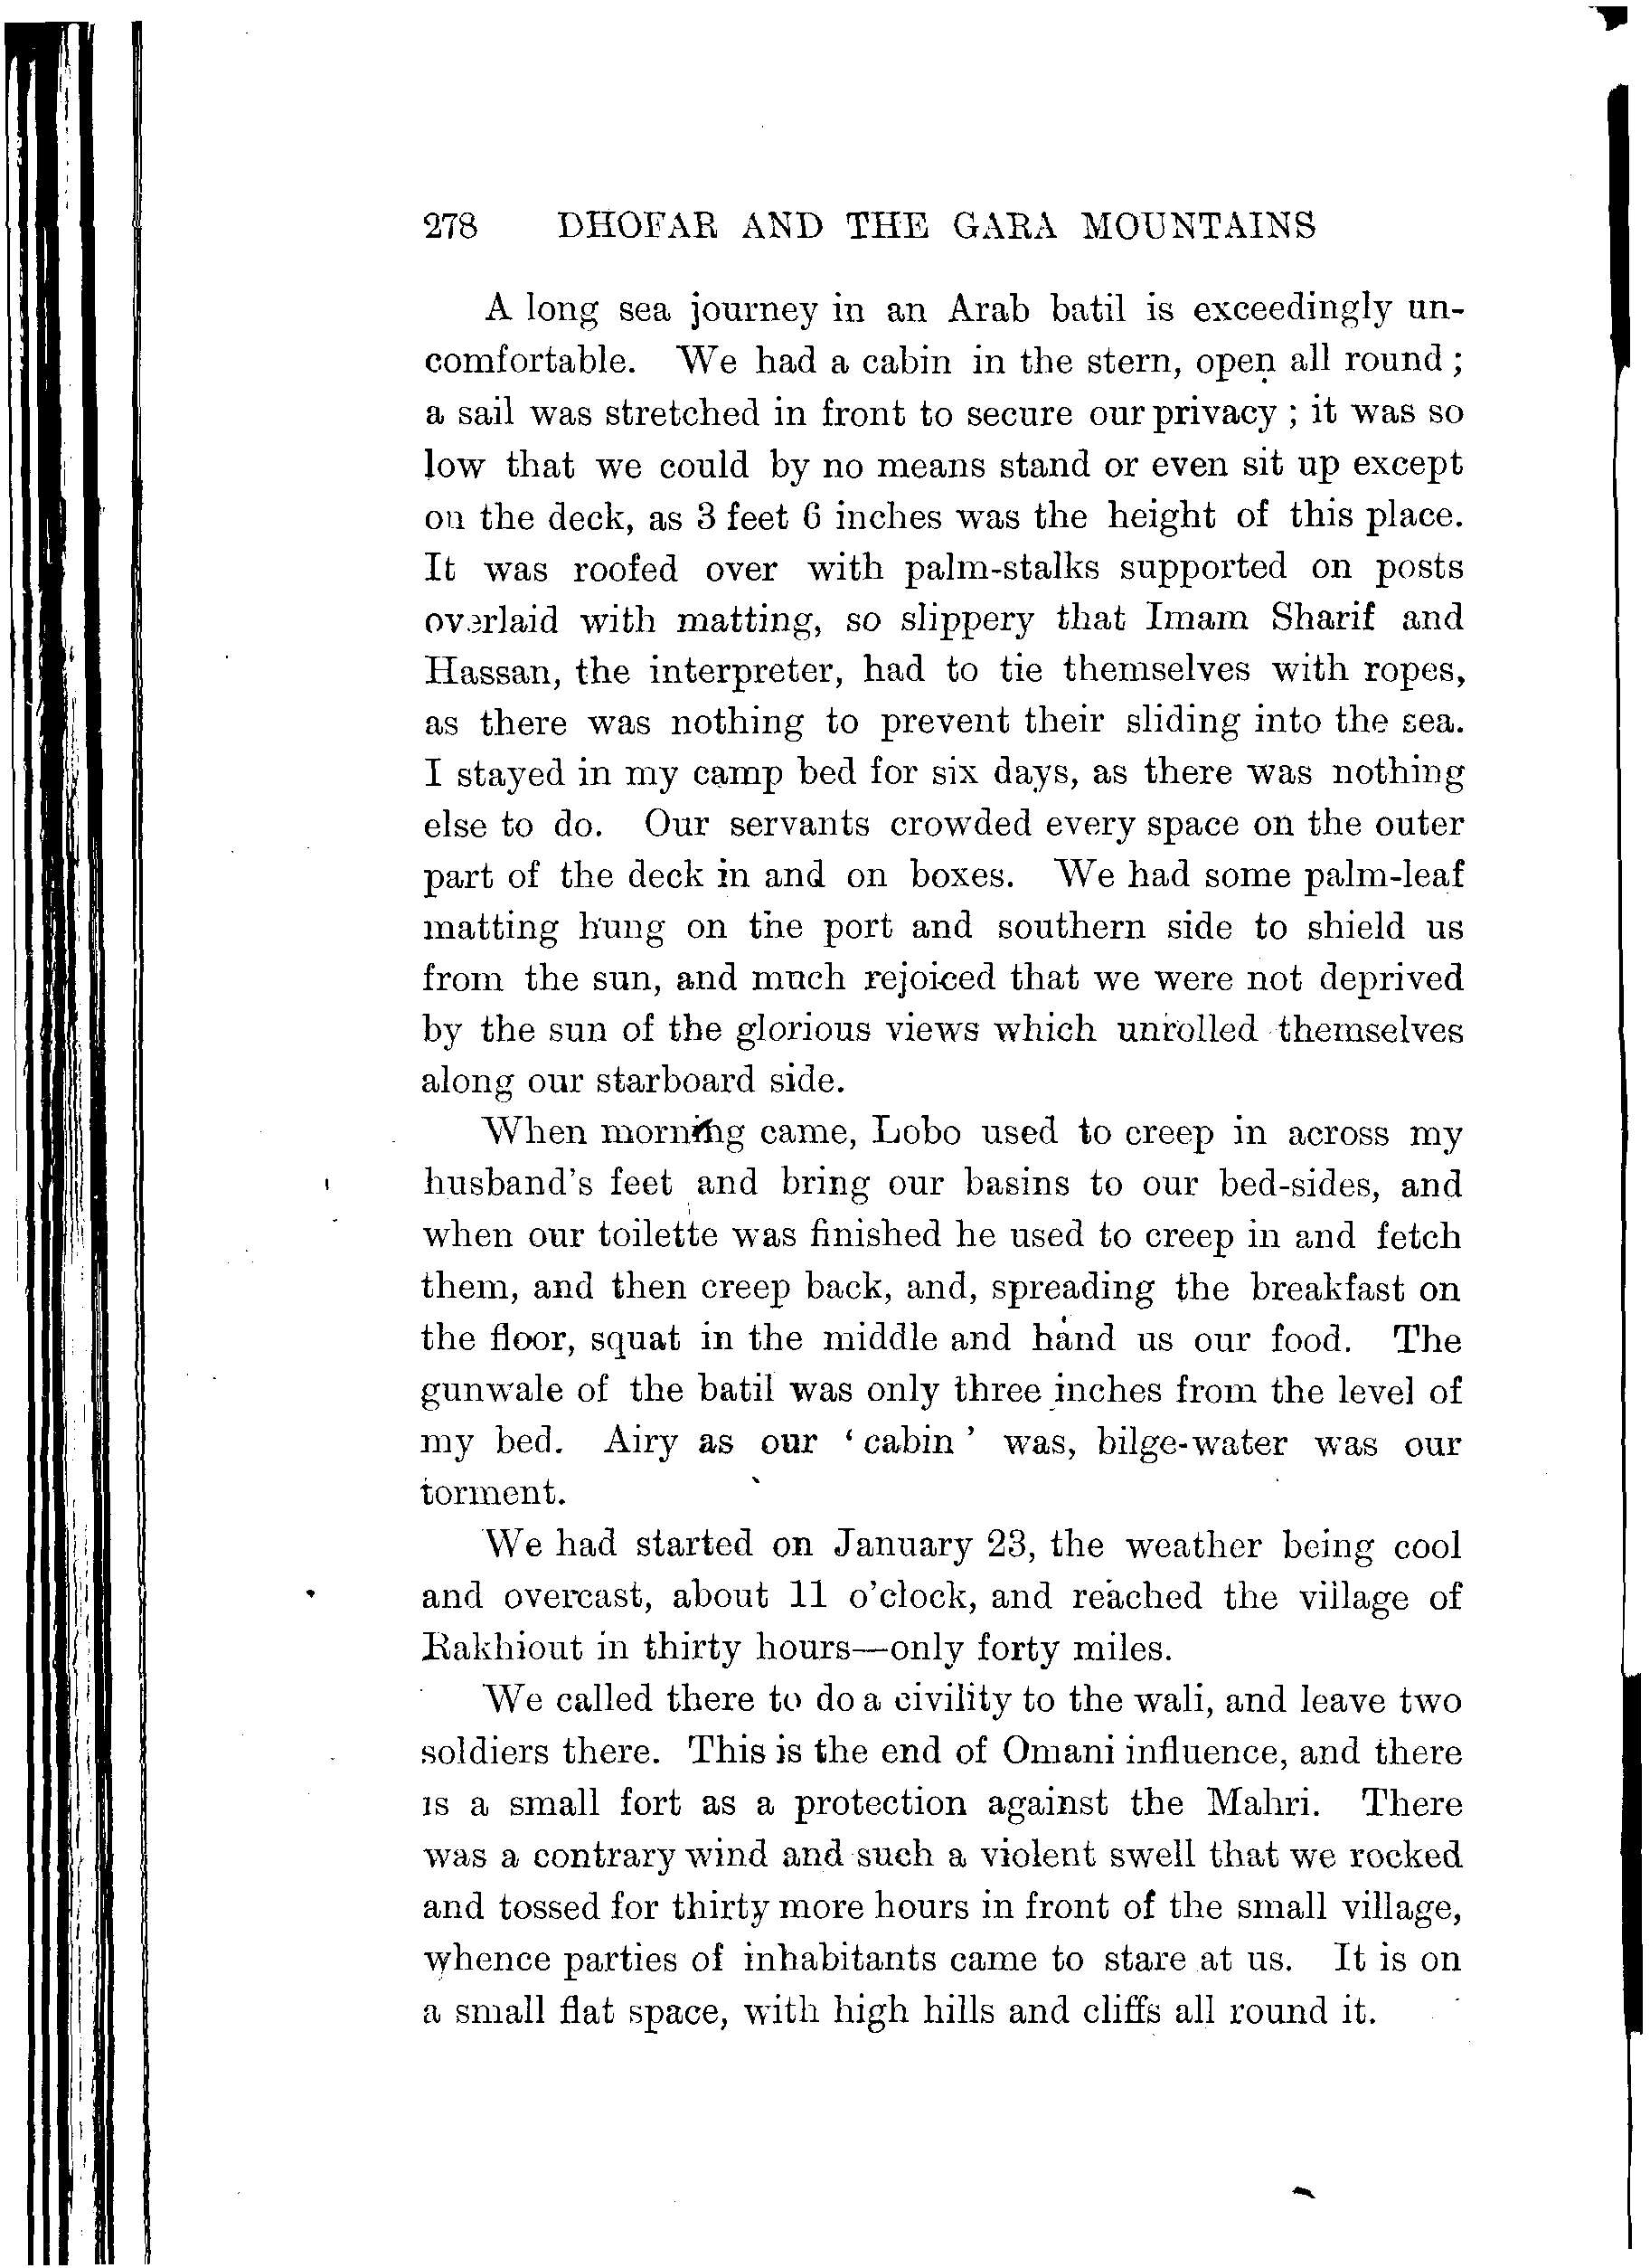 278 DHOFAR AND THE GARA MOUNTAINS
A long sea journey in an Arab batil is exceedingly un-
comfortable. We had a cabin in the stern, open all round ;
a sail was stretched in front to secure our privacy ; it was so
low that we could by no means stand or even sit up except
on the deck, as 3 feet 6 inches was the height of this place.
It was roofed over with palm-stalks supported on posts
overlaid with matting, so slippery that Imam Sharif and
Hassan, the interpreter, had to tie themselves with ropes,
as there was nothing to prevent their sliding into the sea.
I stayed in my camp bed for six days, as there was nothing
else to do. Our servants crowded every space on the outer
part of the deck in and on boxes. We had some palm-leaf
matting hung on the port and southern side to shield us
from the sun, and much rejoiced that we were not deprived
by the sun of the glorious views which unrolled themselves
along our starboard side.
When morning came, Lobo used to creep in across my
husband's feet and bring our basins to our bed-sides, and
when our toilette was finished he used to creep in and fetch
them, and then creep back, and, spreading the breakfast on
the floor, squat in the middle and hand us our food. The
gunwale of the batil was only three inches from the level of
my bed. Airy as our ‘ cabin ’ was, bilge-water was our
torment.
We had started on January 23, the weather being cool
and overcast, about 11 o'clock, and reached the village of
Rakhiout in thirty hours—only forty miles.
We called there to do a civility to the wali, and leave two
soldiers there. This is the end of Omani influence, and there
is a small fort as a protection against the Mahri. There
was a contrary wind and such a violent swell that we rocked
and tossed for thirty more hours in front of the small village,
whence parties of inhabitants came to stare at us. It is on
a small flat space, with high hills and cliffs all round it.